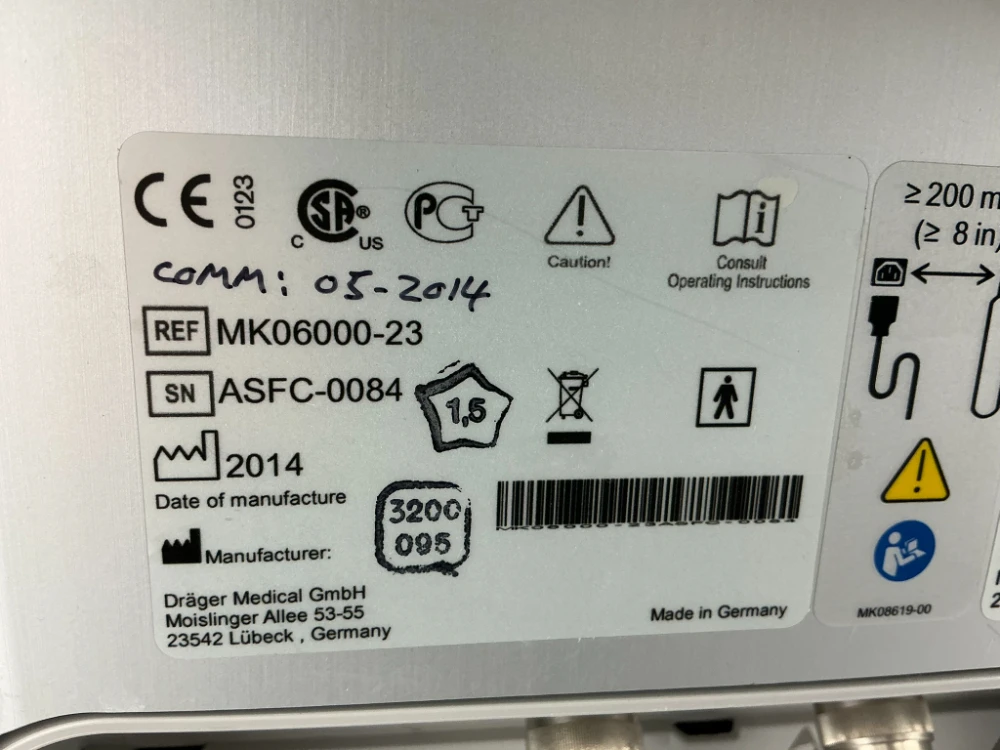 CE 0123
C SA ® US
PCT
COMM: 05-2014
Caution!
Consult
Operating Instructions
REF MK06000-23
SN ASFC-0084
1,5
2014
Date of manufacture
3200
095
Manufacturer:
Dräger Medical GmbH
Moislinger Allee 53-55
23542 Lübeck , Germany
Made in Germany
≥ 200 m
(≥ 8 in
MK08619-00